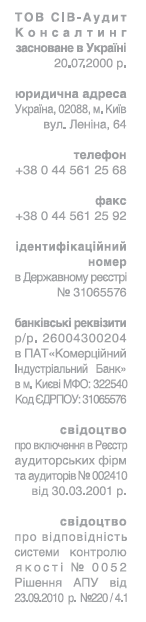 ТОВ СІВ-Аудит
Консалтинг
засноване в Україні
20.07.2000 р.
юридична адреса
Україна, 02088, м. Київ
вул. Леніна, 64
телефон
+38 0 44 561 25 68
факс
+38 0 44 561 25 92
ідентифікаційний
номер
в Державному реєстрі
№ 31065576
банківські реквізити
р/р. 26004300204
в ПАТ«Комерційний
Індустріальний Банк»
в м. Києві МФО: 322540
Код ЄДРПОУ: 31065576
свідоцтво
про включення в Реєстр
аудиторських фірм
та аудиторів № 002410
від 30.03.2001 р.
свідоцтво
про відповідність
системи контролю
якості № 0052
Рішення АПУ від
23.09.2010 р. №220/4.1